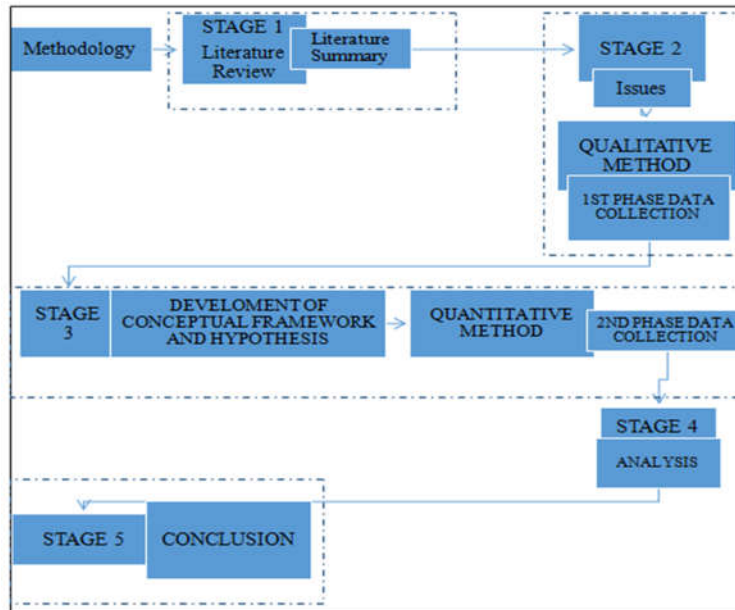 Methodology
STAGE 1
Literature
Review
Literature
Summary
STAGE 2
Issues
QUALITATIVE
METHOD
1ST PHASE DATA
COLLECTION
STAGE
3
DEVELOMENT OF
CONCEPTUAL FRAMEWORK
AND HYPOTHESIS
QUANTITATIVE
METHOD
2ND PHASE DATA
COLLECTION
STAGE 4
ANALYSIS
STAGE 5
CONCLUSION